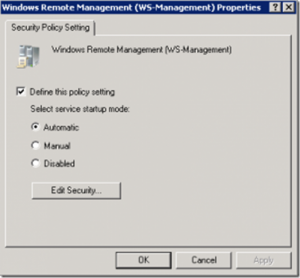 Windows Remote Management (WS-Management) Properties
Security Policy Setting
Windows Remote Management (WS-Management)
Define this policy setting
Select service startup mode:
Automatic
Manual
Disabled
Edit Security...
OK Cancel Apply